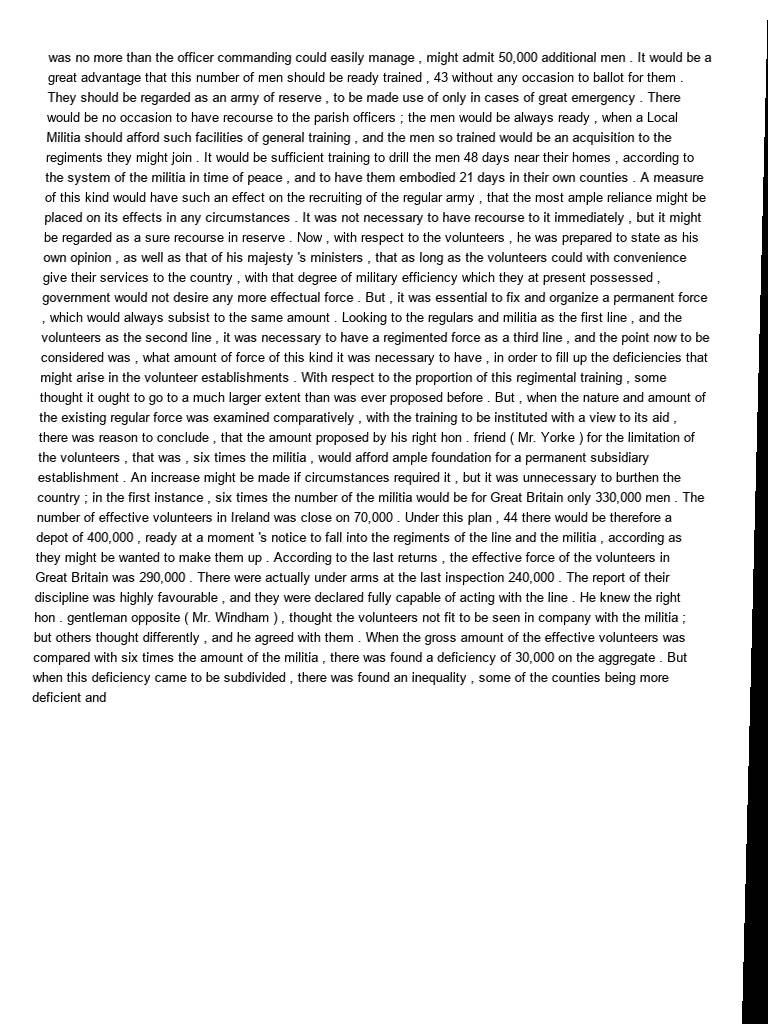 was no more than the officer commanding could easily manage , might admit 50,000 additional men . It would be a
great advantage that this number of men should be ready trained , 43 without any occasion to ballot for them .
They should be regarded as an army of reserve , to be made use of only in cases of great emergency . There
would be no occasion to have recourse to the parish officers ; the men would be always ready , when a Local
Militia should afford such facilities of general training , and the men so trained would be an acquisition to the
regiments they might join . It would be sufficient training to drill the men 48 days near their homes , according to
the system of the militia in time of peace , and to have them embodied 21 days in their own counties . A measure
of this kind would have such an effect on the recruiting of the regular army , that the most ample reliance might be
placed on its effects in any circumstances . It was not necessary to have recourse to it immediately , but it might
be regarded as a sure recourse in reserve . Now , with respect to the volunteers , he was prepared to state as his
own opinion , as well as that of his majesty 's ministers , that as long as the volunteers could with convenience
give their services to the country , with that degree of military efficiency which they at present possessed ,
government would not desire any more effectual force . But , it was essential to fix and organize a permanent force
, which would always subsist to the same amount . Looking to the regulars and militia as the first line , and the
volunteers as the second line , it was necessary to have a regimented force as a third line , and the point now to be
considered was , what amount of force of this kind it was necessary to have , in order to fill up the deficiencies that
might arise in the volunteer establishments . With respect to the proportion of this regimental training , some
thought it ought to go to a much larger extent than was ever proposed before . But , when the nature and amount of
the existing regular force was examined comparatively , with the training to be instituted with a view to its aid ,
there was reason to conclude , that the amount proposed by his right hon . friend ( Mr. Yorke ) for the limitation of
the volunteers , that was , six times the militia , would afford ample foundation for a permanent subsidiary
establishment . An increase might be made if circumstances required it , but it was unnecessary to burthen the
country ; in the first instance , six times the number of the militia would be for Great Britain only 330,000 men . The
number of effective volunteers in Ireland was close on 70,000 . Under this plan , 44 there would be therefore a
depot of 400,000 , ready at a moment 's notice to fall into the regiments of the line and the militia , according as
they might be wanted to make them up . According to the last returns , the effective force of the volunteers in
Great Britain was 290,000 . There were actually under arms at the last inspection 240,000 . The report of their
discipline was highly favourable , and they were declared fully capable of acting with the line . He knew the right
hon . gentleman opposite ( Mr. Windham ) , thought the volunteers not fit to be seen in company with the militia ;
but others thought differently , and he agreed with them . When the gross amount of the effective volunteers was
compared with six times the amount of the militia , there was found a deficiency of 30,000 on the aggregate . But
when this deficiency came to be subdivided , there was found an inequality , some of the counties being more
deficient and